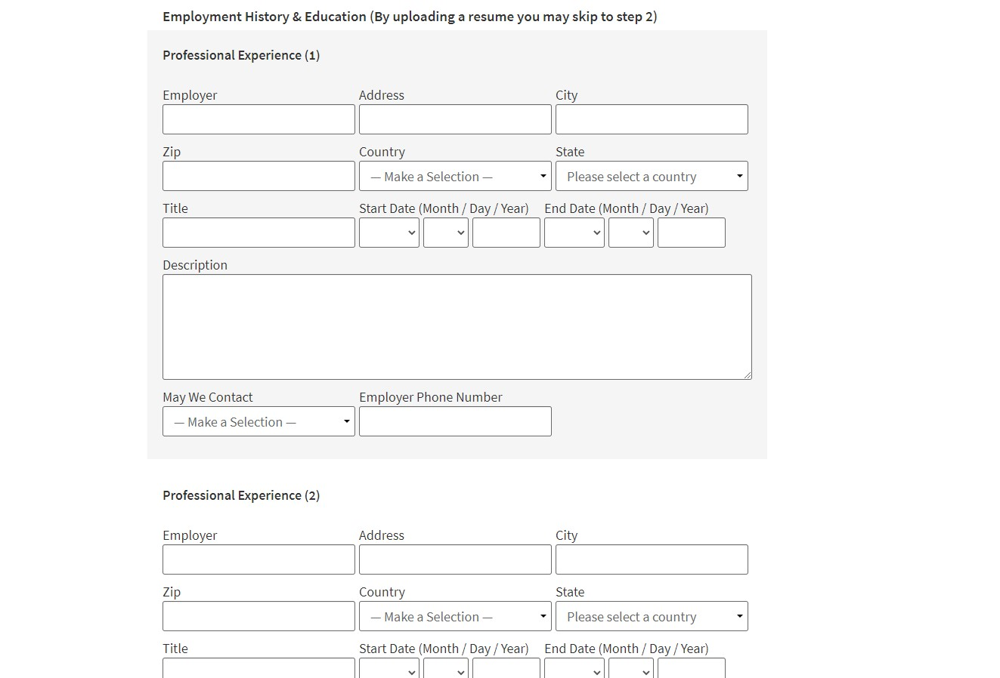 Employment History & Education (By uploading a resume you may skip to step 2)
Professional Experience (1)
Employer Address City
Zip Country State
— Make a Selection — Please select a country
Title Start Date (Month / Day / Year) End Date (Month / Day / Year)
Description
May We Contact Employer Phone Number
— Make a Selection —
Professional Experience (2)
Employer Address City
Zip Country State
— Make a Selection — Please select a country
Title Start Date (Month / Day / Year) End Date (Month / Day / Year)